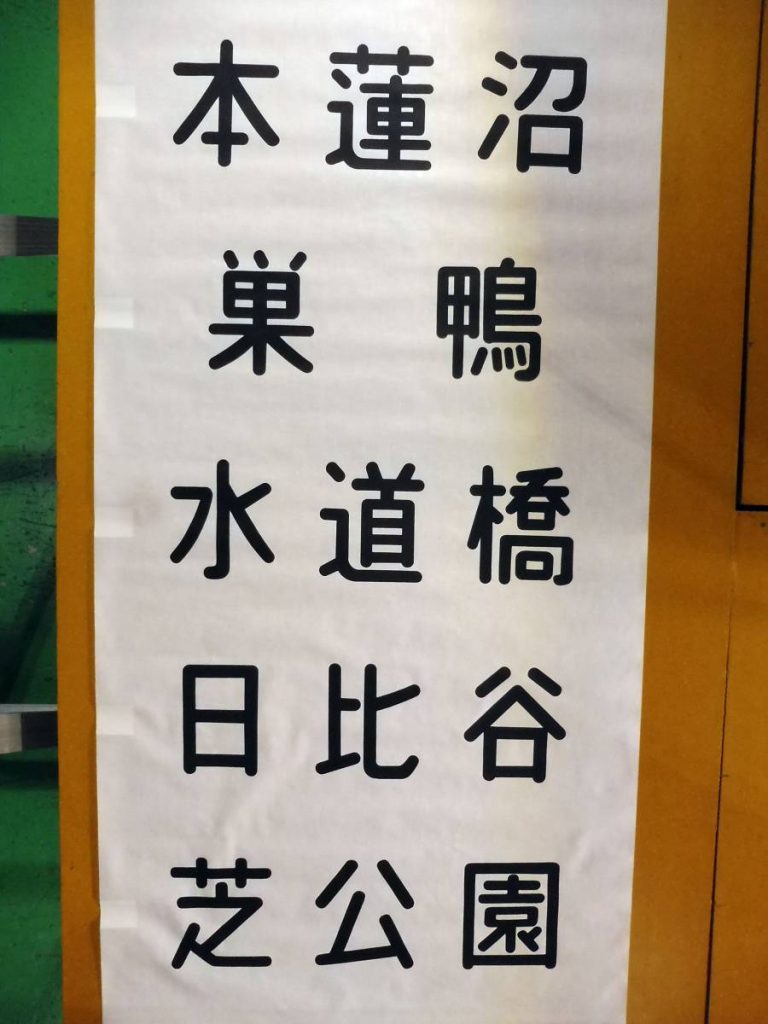 本蓮沼
巣鴨
水道橋
日比谷
芝公園